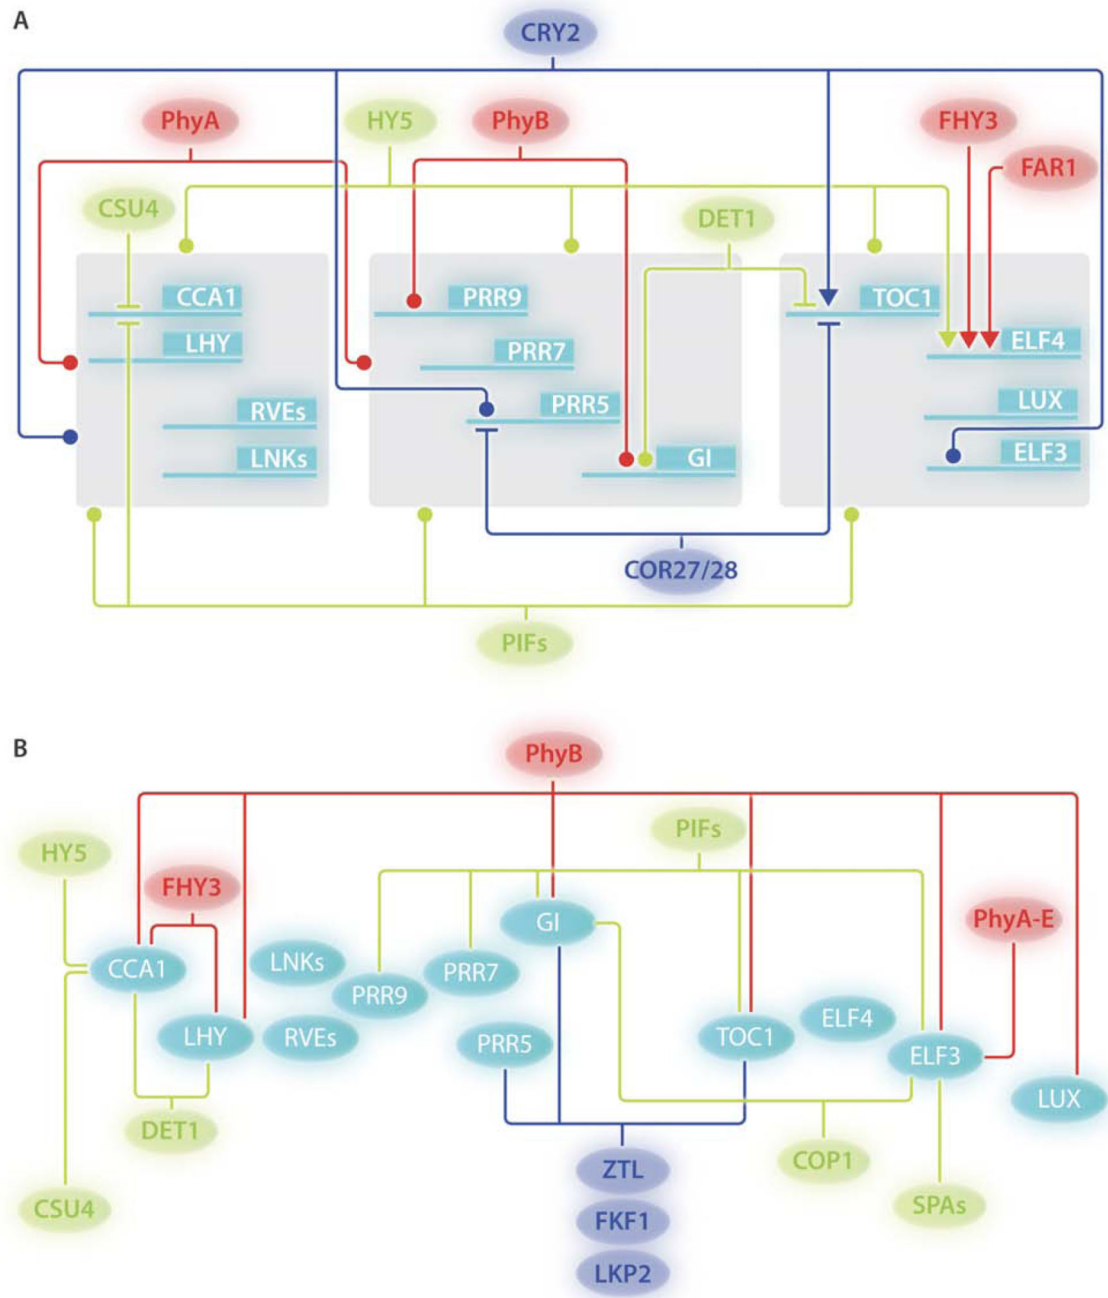 A
CRY2
PhyA
HY5
PhyB
FHY3
FAR1
CSU4
DET1
CCA1
PRR9
TOC1
LHY
PRR7
ELF4
RVEs
PRR5
LUX
LNKs
GI
ELF3
COR27/28
PIFs
B
PhyB
PIFs
HY5
FHY3
PhyA-E
GI
CCA1
LNKs
PRR7
PRR9
ELF4
LHY
RVEs
PRR5
TOC1
ELF3
LUX
DET1
COP1
ZTL
CSU4
SPAs
FKF1
LKP2